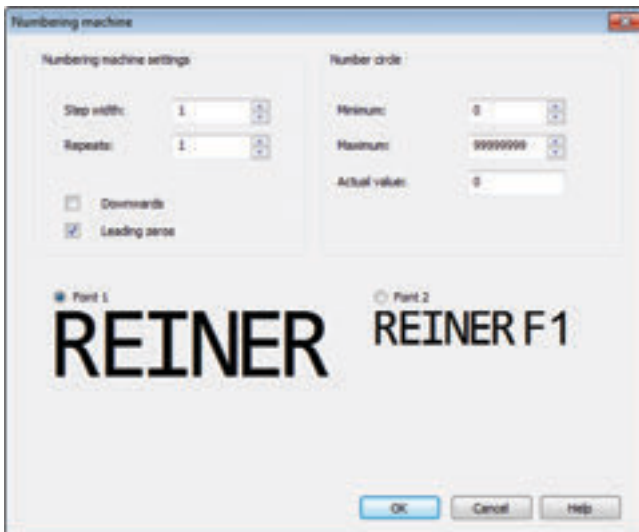 Numbering machine
Numbering machine settings
Step width: 1
Repeats: 1
Downwards
Leading zeros
Number circle
Minimum: 0
Maximum: 99999999
Actual value: 0
Font 1
REINER
Font 2
REINER F1
OK
Cancel
Help